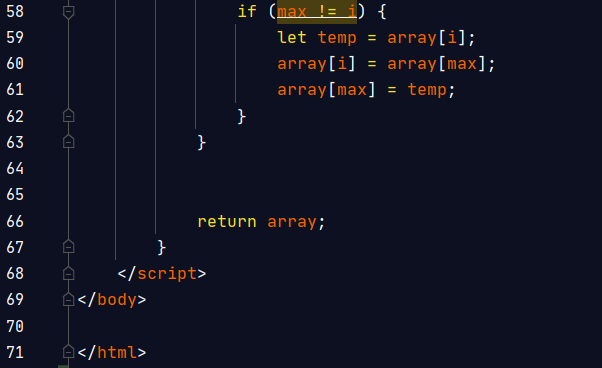 58 if (max != i) {
59 let temp = array[i];
60 array[i] = array[max];
61 array[max] = temp;
62 }
63 }
64
65
66 return array;
67 }
68 </script>
69 </body>
70
71 </html>